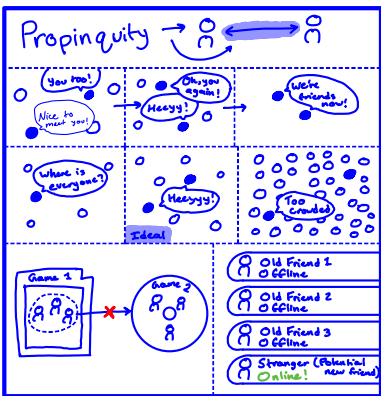 Propinquity
You too!
Nice to
meet you!
Oh, you
again!
Heeyy!
We're
friends
now!
Where is
everyone?
Heeyyy!
Ideal
Too
crowded
Game 1
Game 2
Old Friend 1
Offline
Old Friend 2
Offline
Old Friend 3
Offline
Stranger (Potential
new friend)
Online!